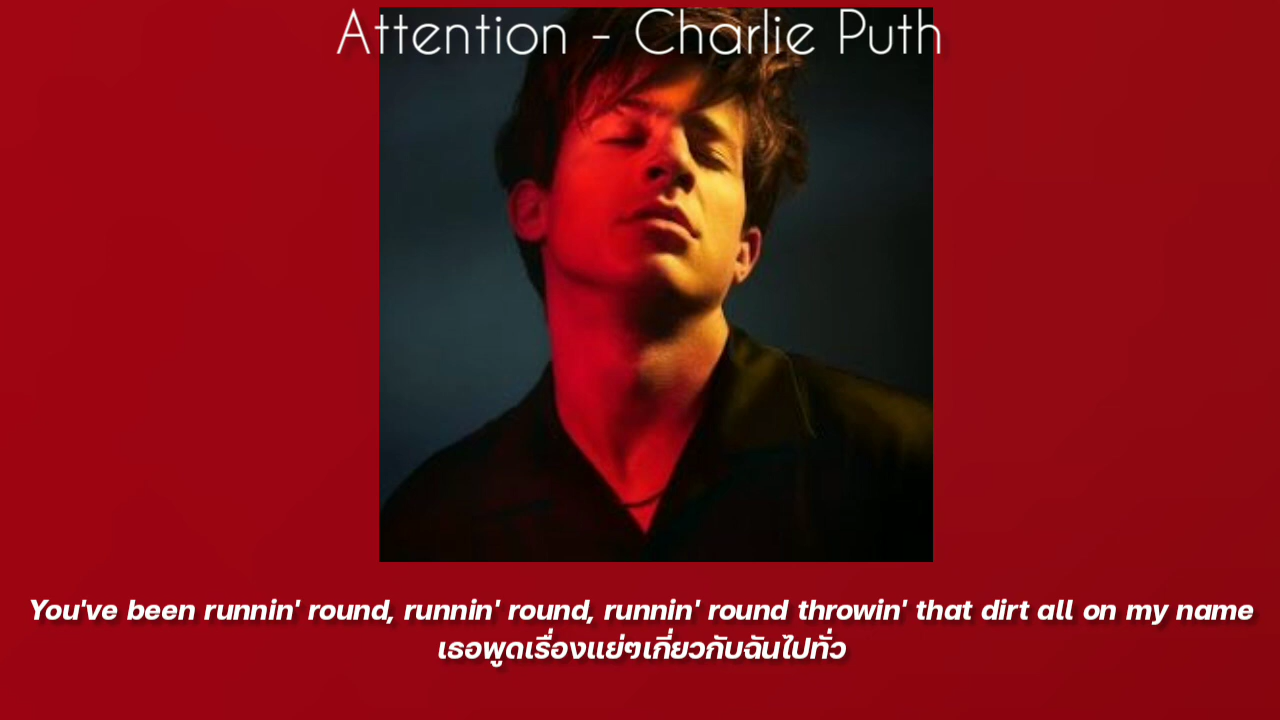 Attention - Charlie Puth
You've been runnin' round, runnin' round, runnin' round throwin' that dirt all on my name
เธอพูดเรื่องแย่ๆเกี่ยวกับฉันไปทั่ว